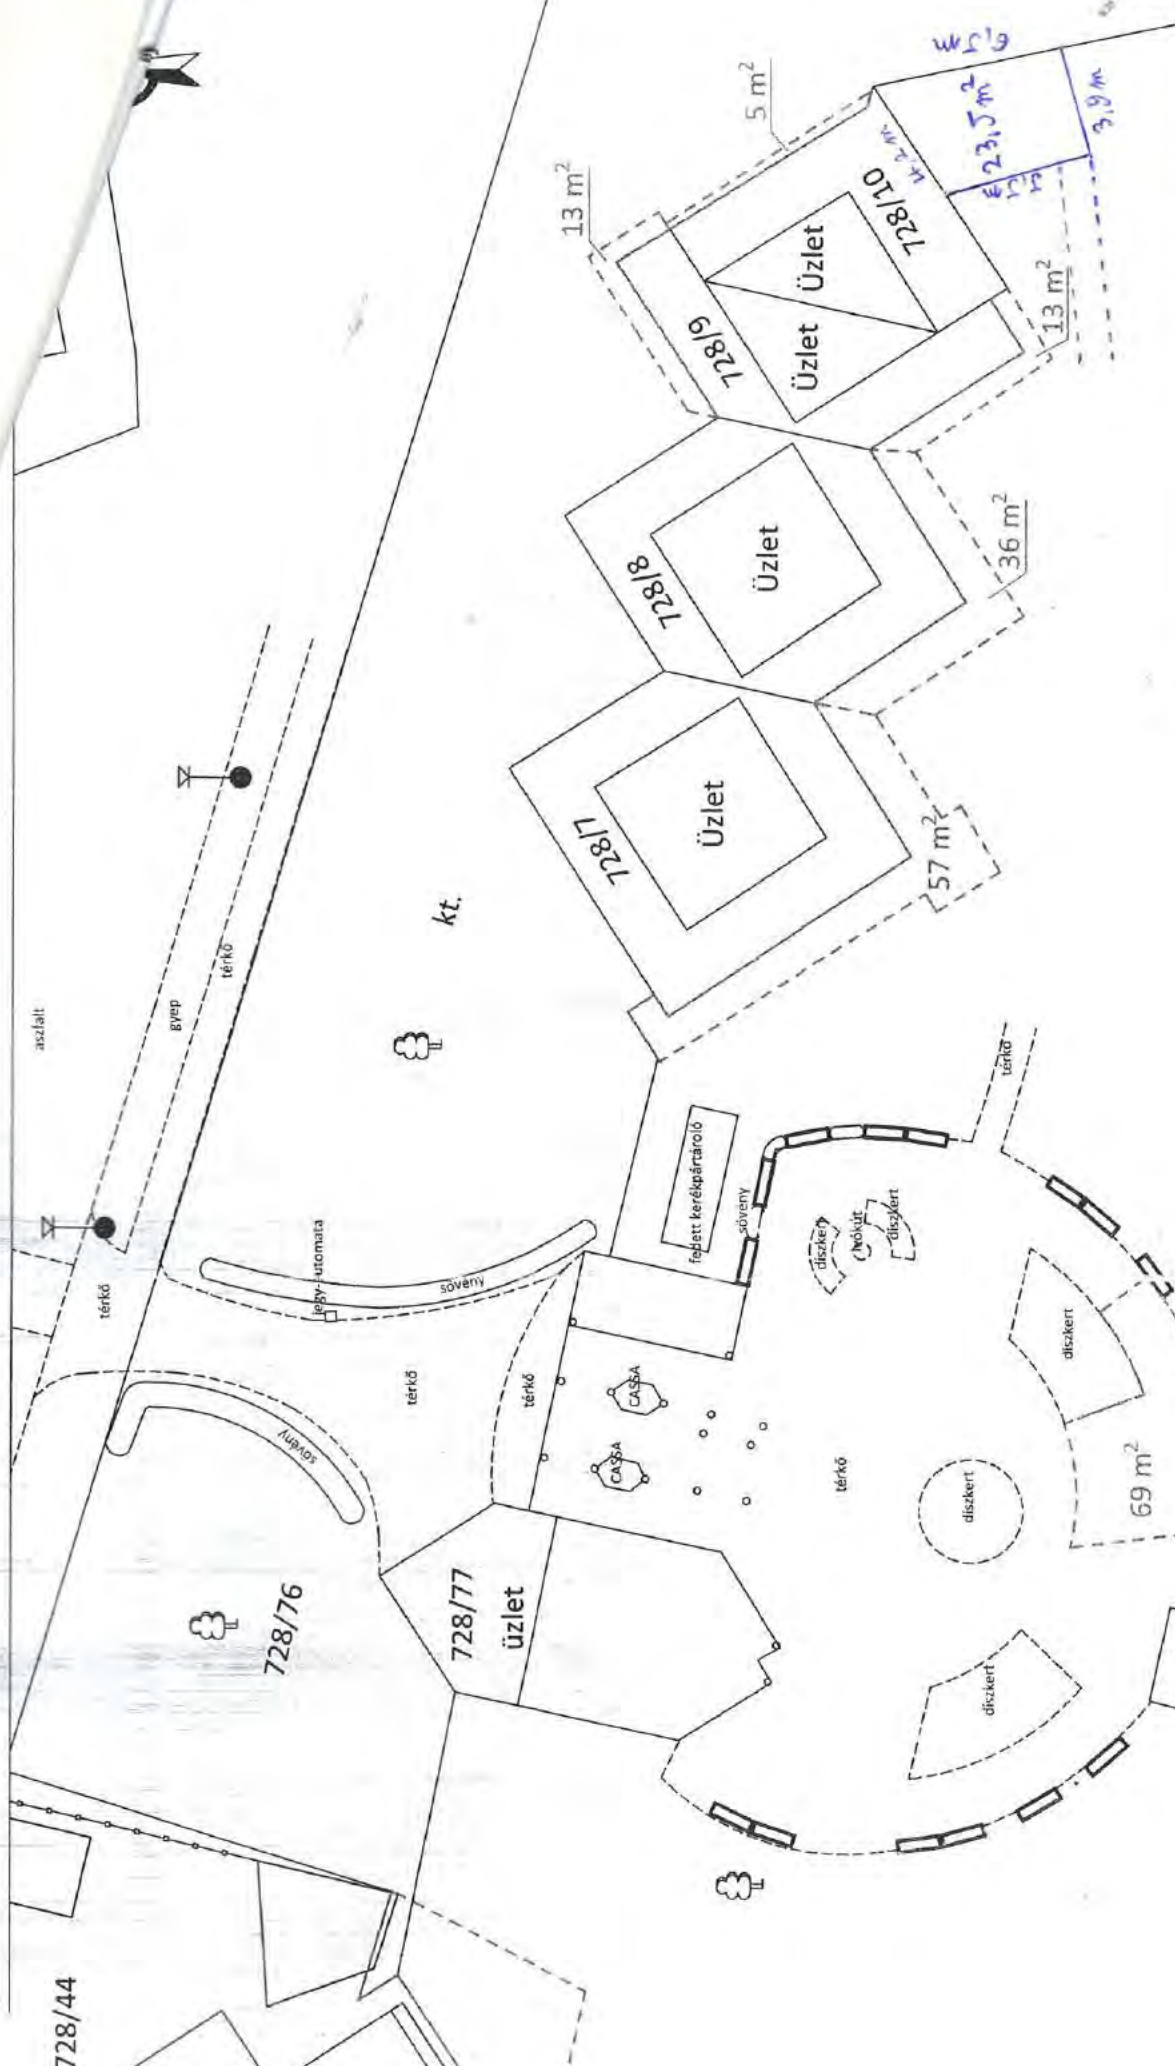 aszfalt
gyep
térkő
térkő
kt.
13 m²
5 m²
6,5 m
23,5 m²
3,9 m
4,2 m
728/10
Üzlet
Üzlet
728/9
13 m²
728/8
Üzlet
36 m²
728/7
Üzlet
57 m²
térkő
fedett kerékpártároló
sövény
díszkert
ivókút
díszkert
jegy-automata
sövény
térkő
térkő
CASSA
CASSA
sövény
térkő
díszkert
díszkert
69 m²
díszkert
728/76
728/77
üzlet
728/44